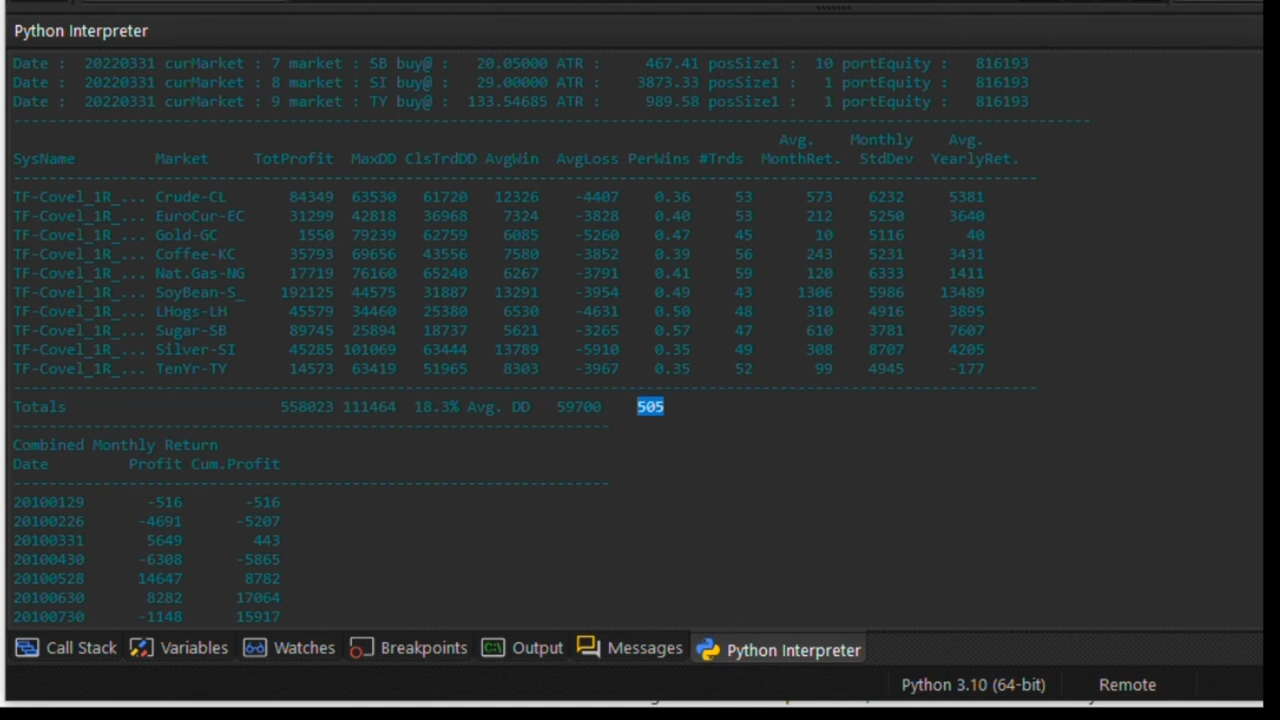 Python Interpreter
Date :  20220331 curMarket : 7 market : SB buy@ :   20.05000 ATR :     467.41 posSize1 :  10 portEquity :   816193
Date :  20220331 curMarket : 8 market : SI buy@ :   29.00000 ATR :    3873.33 posSize1 :   1 portEquity :   816193
Date :  20220331 curMarket : 9 market : TY buy@ :  133.54685 ATR :     989.58 posSize1 :   1 portEquity :   816193
Avg. Monthly Avg.
SysName Market TotProfit MaxDD ClsTrdDD AvgWin AvgLoss PerWins #Trds MonthRet. StdDev YearlyRet.
TF-Covel_1R_... Crude-CL 84349 63530 61720 12326 -4407 0.36 53 573 6232 5381
TF-Covel_1R_... EuroCur-EC 31299 42818 36968 7324 -3828 0.40 53 212 5250 3640
TF-Covel_1R_... Gold-GC 1550 79239 62759 6085 -5260 0.47 45 10 5116 40
TF-Covel_1R_... Coffee-KC 35793 69656 43556 7580 -3852 0.39 56 243 5231 3431
TF-Covel_1R_... Nat.Gas-NG 17719 76160 65240 6267 -3791 0.41 59 120 6333 1411
TF-Covel_1R_... SoyBean-S_ 192125 44575 31887 13291 -3954 0.49 43 1306 5986 13489
TF-Covel_1R_... LHogs-LH 45579 34460 25380 6530 -4631 0.50 48 310 4916 3895
TF-Covel_1R_... Sugar-SB 89745 25894 18737 5621 -3265 0.57 47 610 3781 7607
TF-Covel_1R_... Silver-SI 45285 101069 63444 13789 -5910 0.35 49 308 8707 4205
TF-Covel_1R_... TenYr-TY 14573 63419 51965 8303 -3967 0.35 52 99 4945 -177
Totals 558023 111464 18.3% Avg. DD 59700 505
Combined Monthly Return
Date Profit Cum.Profit
20100129 -516 -516
20100226 -4691 -5207
20100331 5649 443
20100430 -6308 -5865
20100528 14647 8782
20100630 8282 17064
20100730 -1148 15917
Call Stack Variables Watches Breakpoints Output Messages Python Interpreter
Python 3.10 (64-bit) Remote